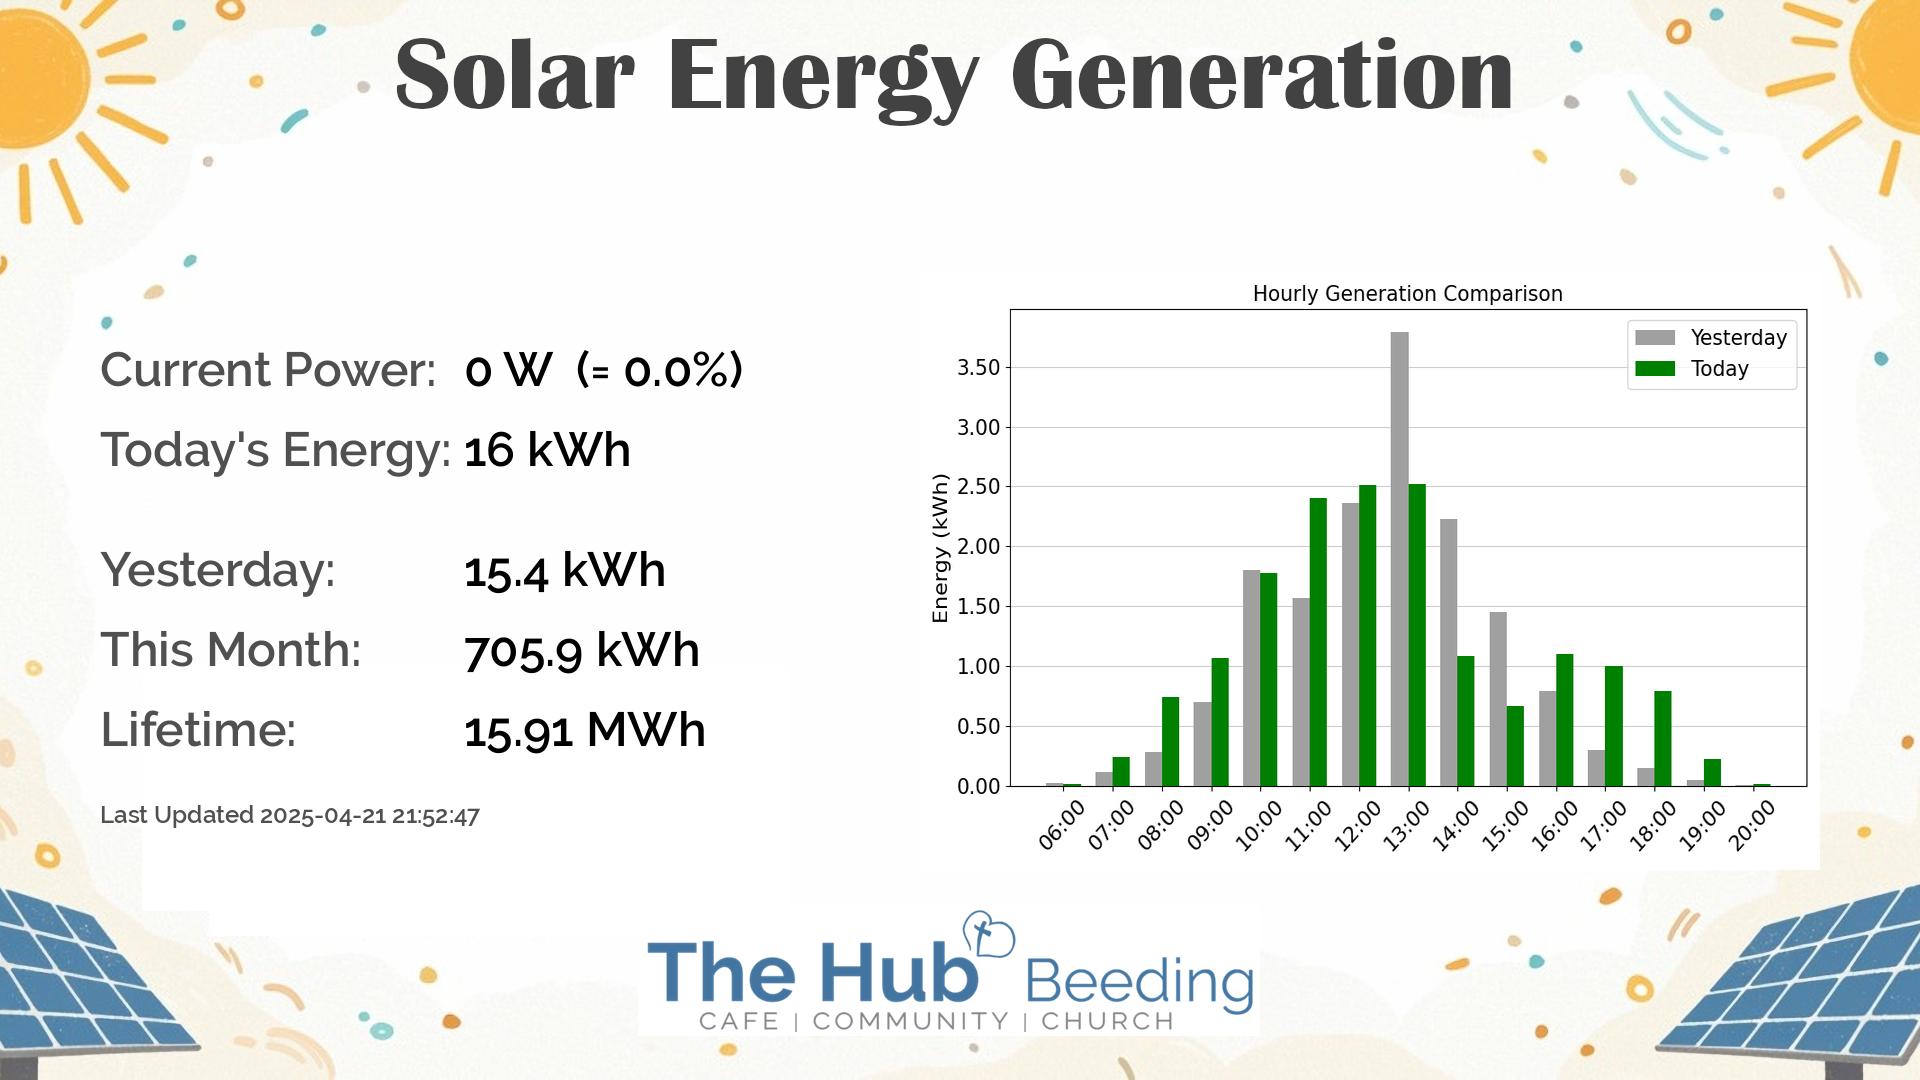 Solar Energy Generation
Current Power: 0 W (= 0.0%)
Today's Energy: 16 kWh
Yesterday: 15.4 kWh
This Month: 705.9 kWh
Lifetime: 15.91 MWh
Last Updated 2025-04-21 21:52:47
Hourly Generation Comparison
Yesterday
Today
Energy (kWh)
3.50
3.00
2.50
2.00
1.50
1.00
0.50
0.00
06:00 07:00 08:00 09:00 10:00 11:00 12:00 13:00 14:00 15:00 16:00 17:00 18:00 19:00 20:00
The Hub Beeding
CAFE | COMMUNITY | CHURCH